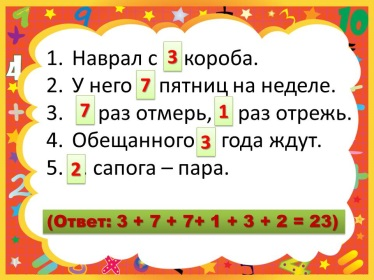 1. Наврал с 3 короба.
2. У него 7 пятниц на неделе.
3. 7 раз отмерь, 1 раз отрежь.
4. Обещанного 3 года ждут.
5. 2 сапога – пара.
(Ответ: 3 + 7 + 7+ 1 + 3 + 2 = 23)